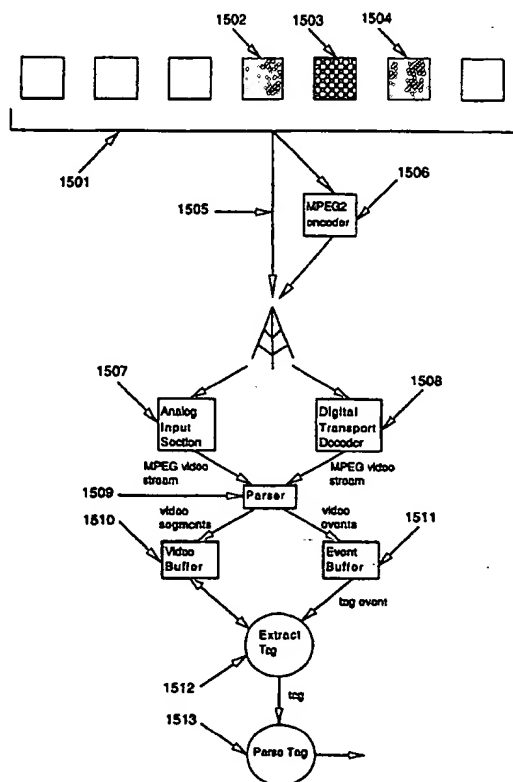 1502 1503 1504
1501
1505
1506
MPEG2
encoder
1507
Analog
Input
Section
1508
Digital
Transport
Decoder
MPEG video
stream
MPEG video
stream
1509
Parser
video
segments
video
events
1510
Video
Buffer
1511
Event
Buffer
tag event
Extract
Tag
1512
tag
1513
Parse Tag